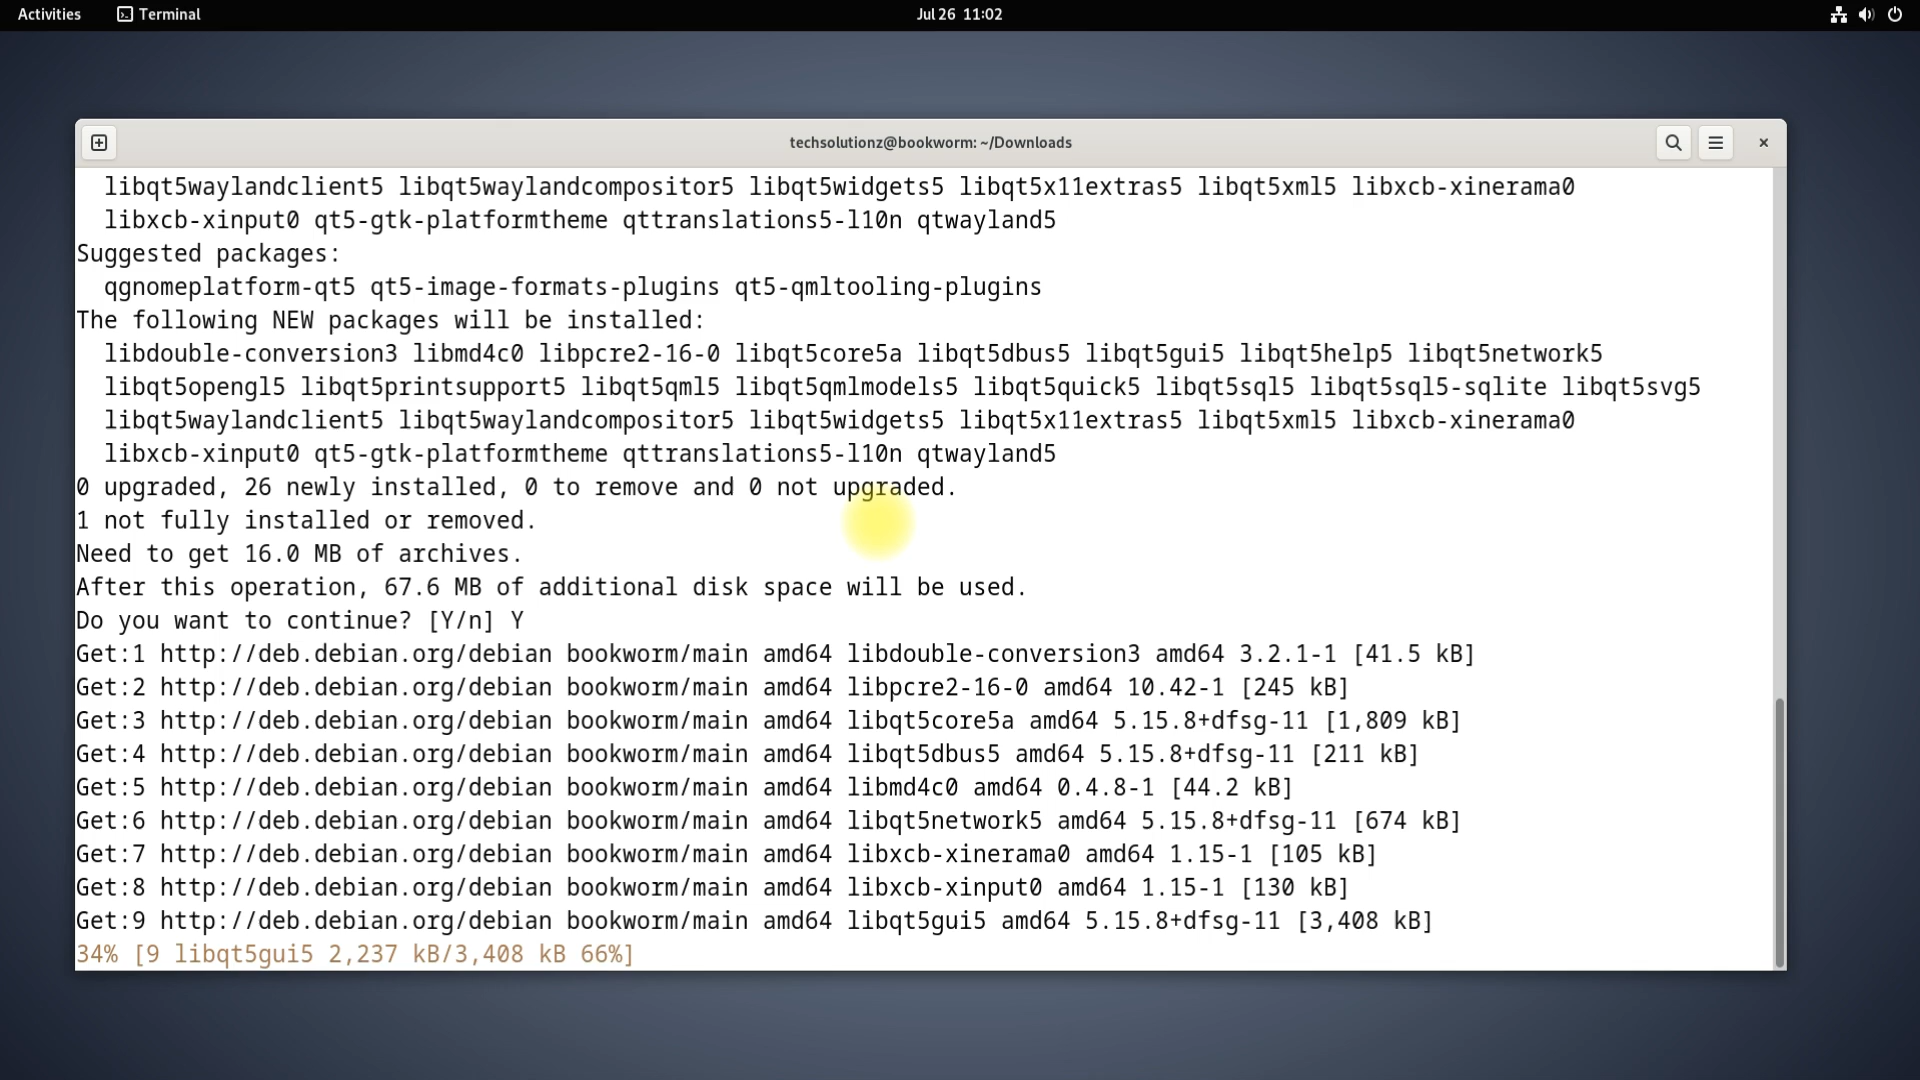 Activities
Terminal
Jul 26 11:02
techsolutionz@bookworm: ~/Downloads
libqt5waylandclient5 libqt5waylandcompositor5 libqt5widgets5 libqt5x11extras5 libqt5xml5 libxcb-xinerama0
libxcb-xinput0 qt5-gtk-platformtheme qttranslations5-l10n qtwayland5
Suggested packages:
qgnomeplatform-qt5 qt5-image-formats-plugins qt5-qmltooling-plugins
The following NEW packages will be installed:
libdouble-conversion3 libmd4c0 libpcre2-16-0 libqt5core5a libqt5dbus5 libqt5gui5 libqt5help5 libqt5network5
libqt5opengl5 libqt5printsupport5 libqt5qml5 libqt5qmlmodels5 libqt5quick5 libqt5sql5 libqt5sql5-sqlite libqt5svg5
libqt5waylandclient5 libqt5waylandcompositor5 libqt5widgets5 libqt5x11extras5 libqt5xml5 libxcb-xinerama0
libxcb-xinput0 qt5-gtk-platformtheme qttranslations5-l10n qtwayland5
0 upgraded, 26 newly installed, 0 to remove and 0 not upgraded.
1 not fully installed or removed.
Need to get 16.0 MB of archives.
After this operation, 67.6 MB of additional disk space will be used.
Do you want to continue? [Y/n] Y
Get:1 http://deb.debian.org/debian bookworm/main amd64 libdouble-conversion3 amd64 3.2.1-1 [41.5 kB]
Get:2 http://deb.debian.org/debian bookworm/main amd64 libpcre2-16-0 amd64 10.42-1 [245 kB]
Get:3 http://deb.debian.org/debian bookworm/main amd64 libqt5core5a amd64 5.15.8+dfsg-11 [1,809 kB]
Get:4 http://deb.debian.org/debian bookworm/main amd64 libqt5dbus5 amd64 5.15.8+dfsg-11 [211 kB]
Get:5 http://deb.debian.org/debian bookworm/main amd64 libmd4c0 amd64 0.4.8-1 [44.2 kB]
Get:6 http://deb.debian.org/debian bookworm/main amd64 libqt5network5 amd64 5.15.8+dfsg-11 [674 kB]
Get:7 http://deb.debian.org/debian bookworm/main amd64 libxcb-xinerama0 amd64 1.15-1 [105 kB]
Get:8 http://deb.debian.org/debian bookworm/main amd64 libxcb-xinput0 amd64 1.15-1 [130 kB]
Get:9 http://deb.debian.org/debian bookworm/main amd64 libqt5gui5 amd64 5.15.8+dfsg-11 [3,408 kB]
34% [9 libqt5gui5 2,237 kB/3,408 kB 66%]